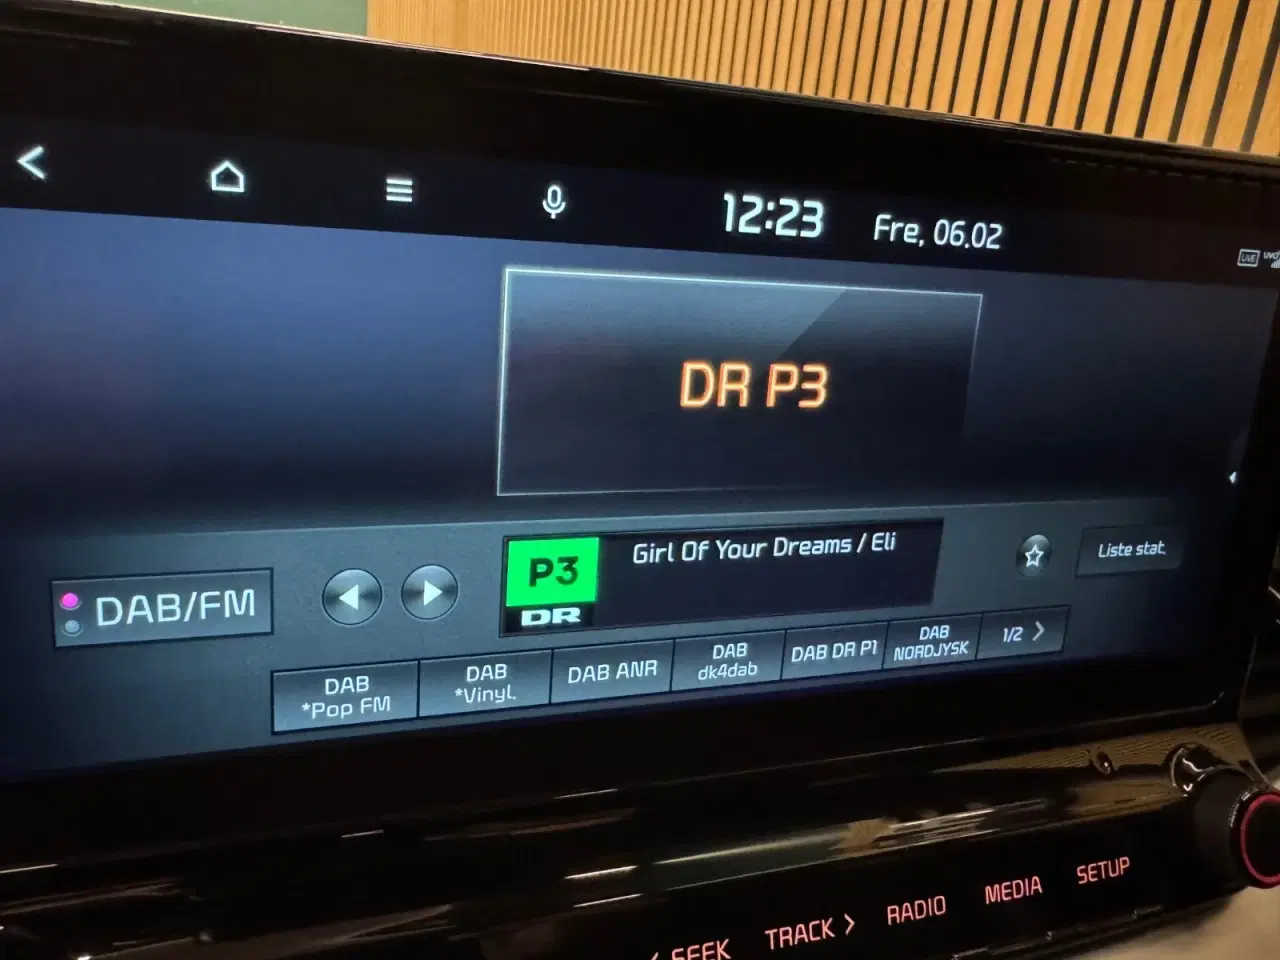 12:23 Fre, 06.02
LIVE
DR P3
P3
DR
Girl Of Your Dreams / Eli
Liste stat.
DAB/FM
DAB
*Pop FM
DAB
*Vinyl.
DAB ANR
DAB
dk4dab
DAB DR P1
DAB
NORDJYSK
1/2 >
< SEEK
TRACK >
RADIO
MEDIA
SETUP